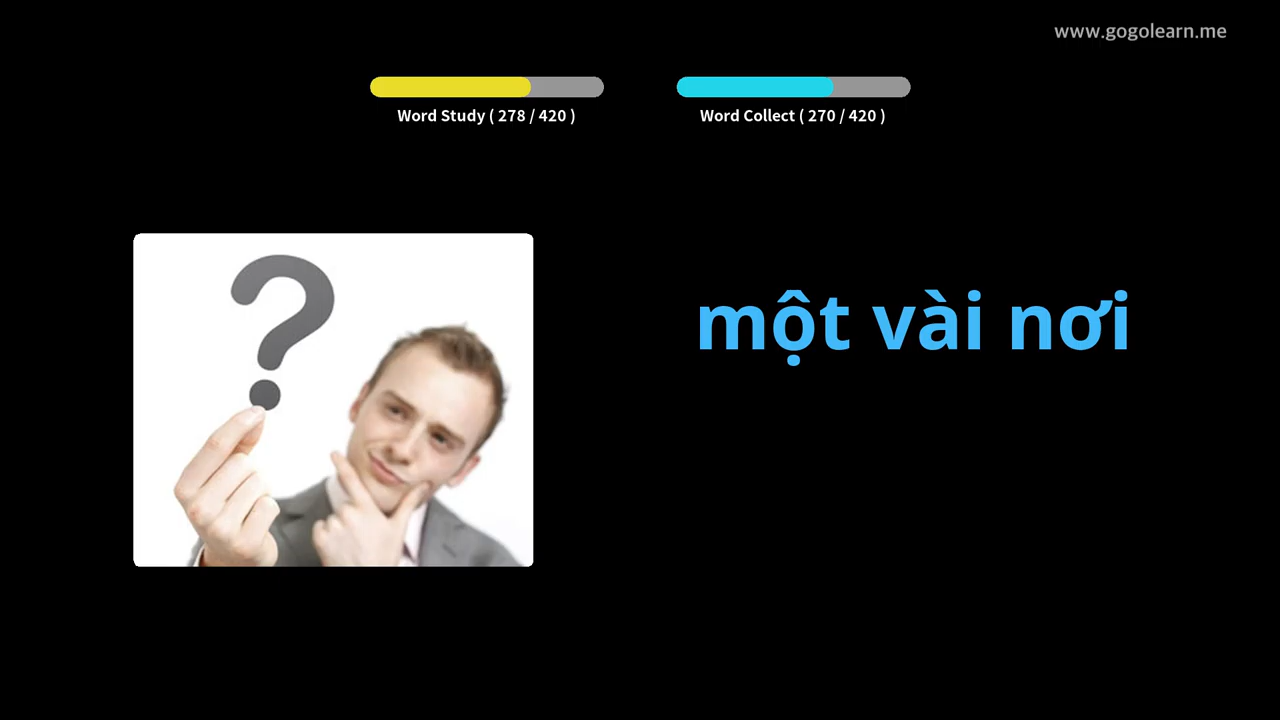 www.gogolearn.me
Word Study ( 278 / 420 )
Word Collect ( 270 / 420 )
?
một vài nơi